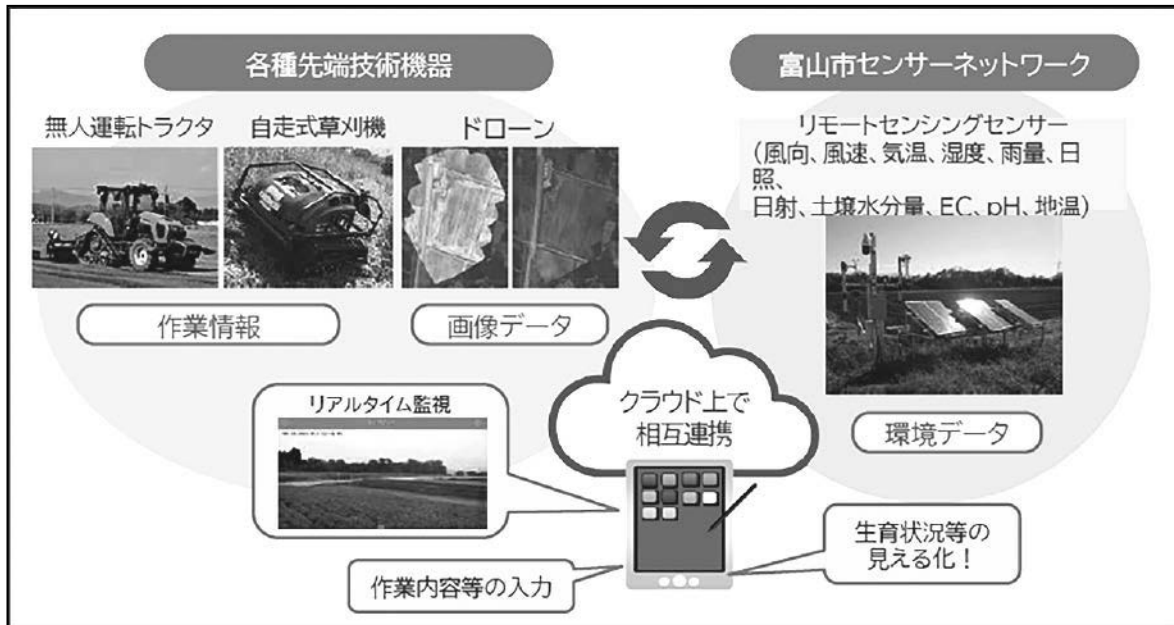 各種先端技術機器
富山市センサーネットワーク
無人運転トラクタ
自走式草刈機
ドローン
リモートセンシングセンサー
（風向、風速、気温、湿度、雨量、日
照、
日射、土壌水分量、EC、pH、地温）
作業情報
画像データ
リアルタイム監視
クラウド上で
相互連携
環境データ
生育状況等の
見える化！
作業内容等の入力